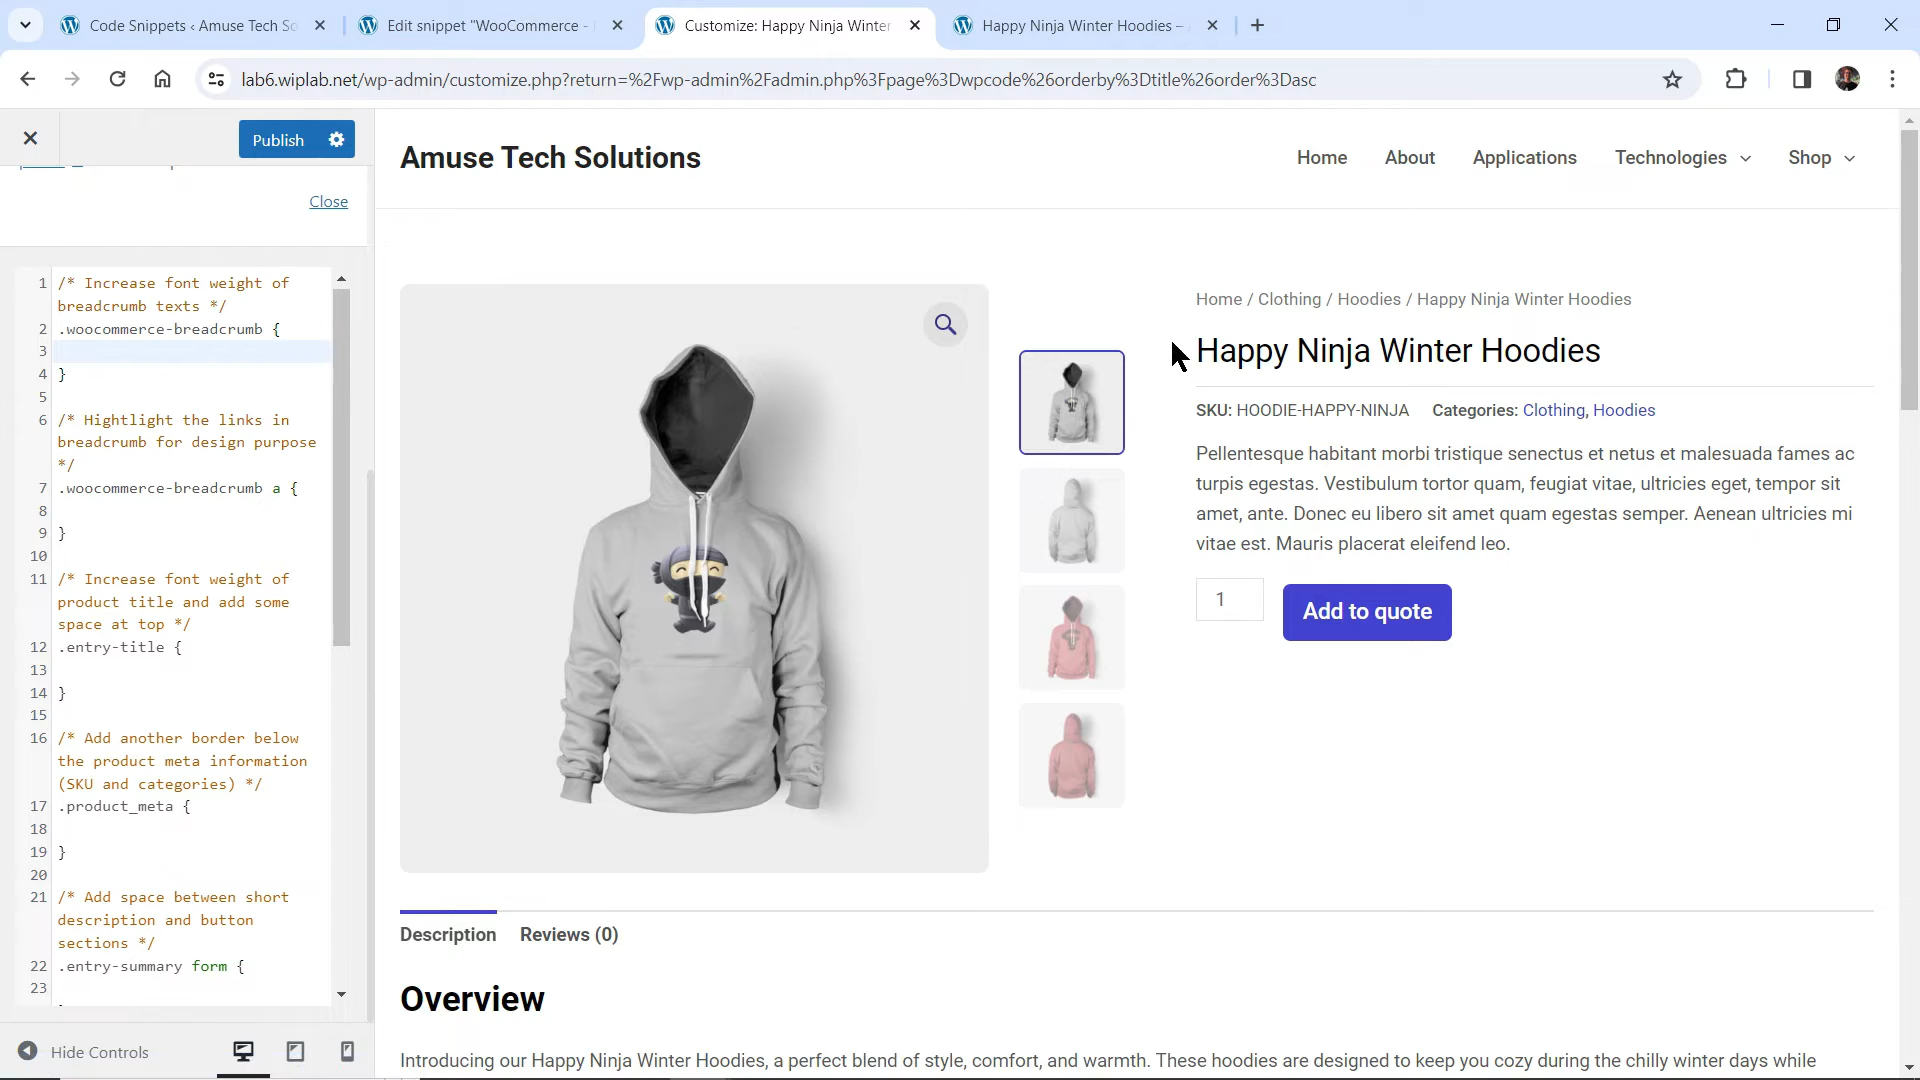 Code Snippets ‹ Amuse Tech So
Edit snippet "WooCommerce -
Customize: Happy Ninja Winter
Happy Ninja Winter Hoodies –
lab6.wiplab.net/wp-admin/customize.php?return=%2Fwp-admin%2Fadmin.php%3Fpage%3Dwpcode%26orderby%3Dtitle%26order%3Dasc
Publish
Close
1 /* Increase font weight of
breadcrumb texts */
2 .woocommerce-breadcrumb {
3
4 }
5
6 /* Hightlight the links in
breadcrumb for design purpose
*/
7 .woocommerce-breadcrumb a {
8
9 }
10
11 /* Increase font weight of
product title and add some
space at top */
12 .entry-title {
13
14 }
15
16 /* Add another border below
the product meta information
(SKU and categories) */
17 .product_meta {
18
19 }
20
21 /* Add space between short
description and button
sections */
22 .entry-summary form {
23
Hide Controls
Amuse Tech Solutions
Home About Applications Technologies Shop
Home / Clothing / Hoodies / Happy Ninja Winter Hoodies
Happy Ninja Winter Hoodies
SKU: HOODIE-HAPPY-NINJA Categories: Clothing, Hoodies
Pellentesque habitant morbi tristique senectus et netus et malesuada fames ac
turpis egestas. Vestibulum tortor quam, feugiat vitae, ultricies eget, tempor sit
amet, ante. Donec eu libero sit amet quam egestas semper. Aenean ultricies mi
vitae est. Mauris placerat eleifend leo.
1 Add to quote
Description Reviews (0)
Overview
Introducing our Happy Ninja Winter Hoodies, a perfect blend of style, comfort, and warmth. These hoodies are designed to keep you cozy during the chilly winter days while